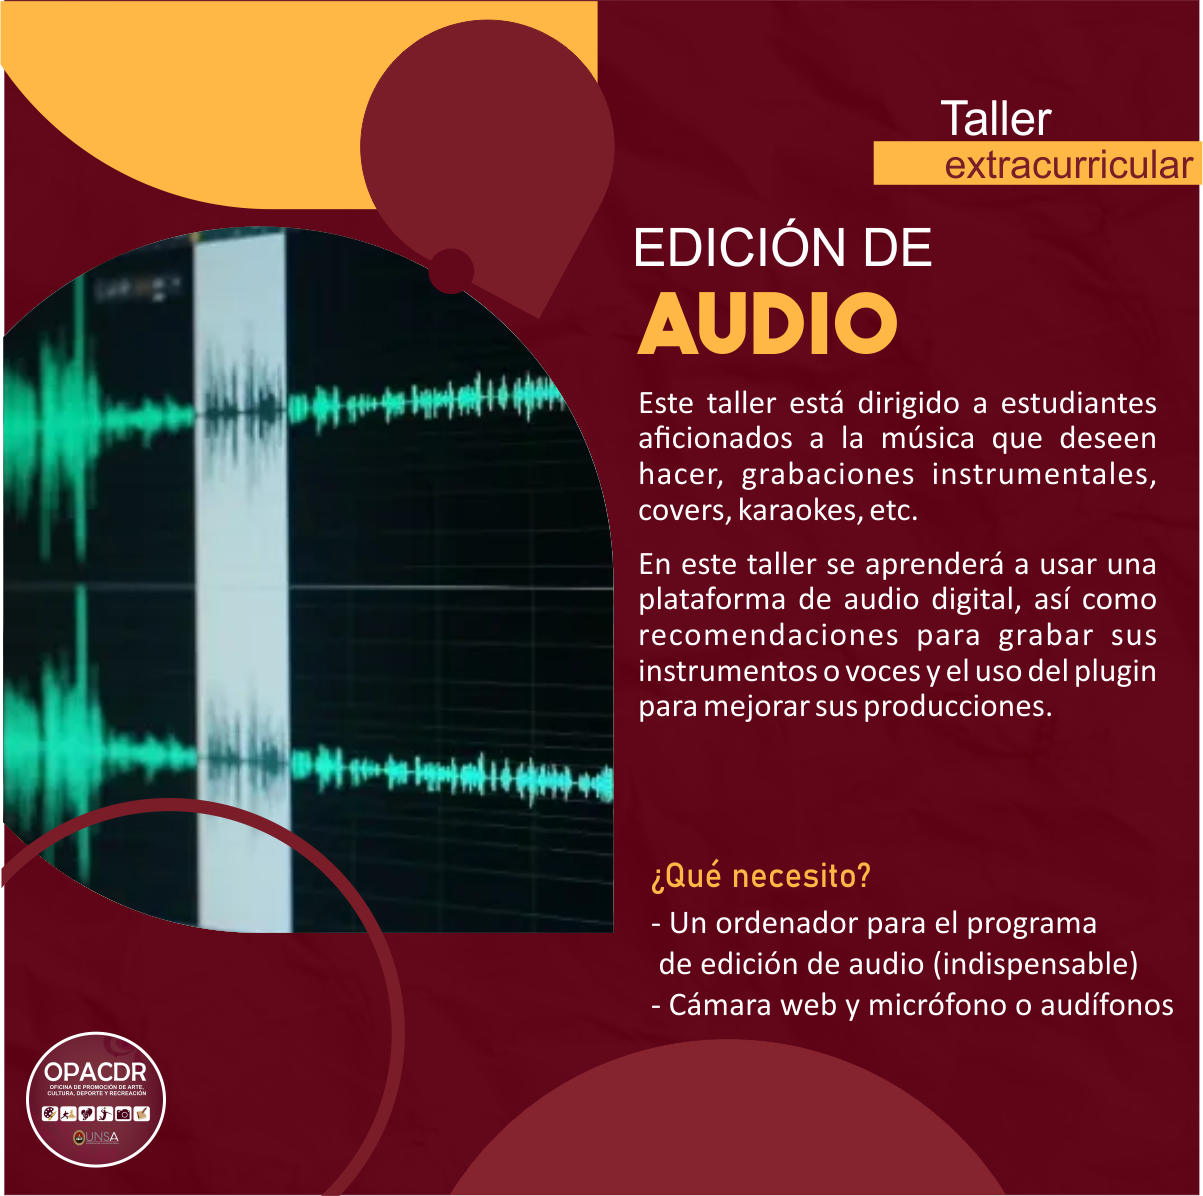 Taller
extracurricular
EDICIÓN DE
AUDIO
Este taller está dirigido a estudiantes
aficionados a la música que deseen
hacer, grabaciones instrumentales,
covers, karaokes, etc.
En este taller se aprenderá a usar una
plataforma de audio digital, así como
recomendaciones para grabar sus
instrumentos o voces y el uso del plugin
para mejorar sus producciones.
¿Qué necesito?
- Un ordenador para el programa
de edición de audio (indispensable)
- Cámara web y micrófono o audífonos
OPACDR
OFICINA DE PROMOCIÓN DE ARTE,
CULTURA, DEPORTE Y RECREACIÓN
UNSA